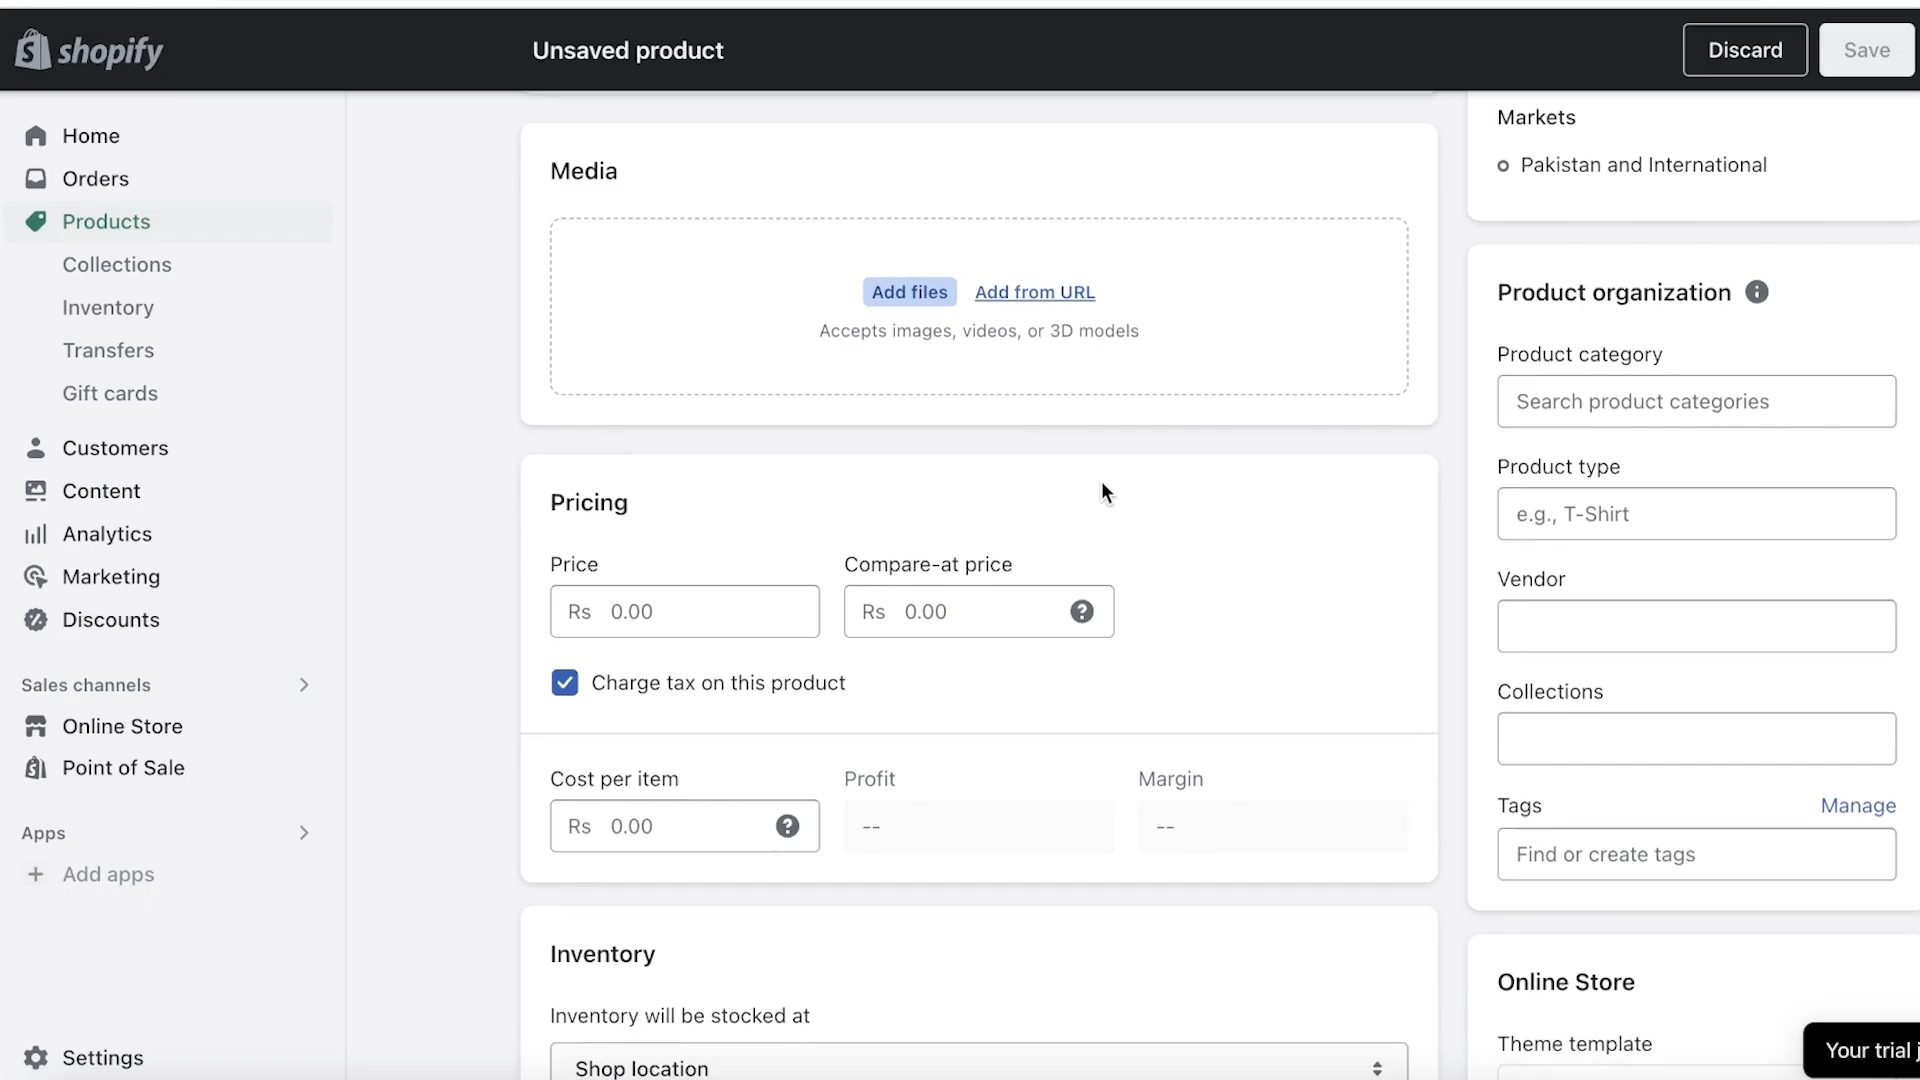 shopify
Unsaved product
Discard
Save
Home
Orders
Products
Collections
Inventory
Transfers
Gift cards
Customers
Content
Analytics
Marketing
Discounts
Sales channels
Online Store
Point of Sale
Apps
Add apps
Settings
Media
Add files Add from URL
Accepts images, videos, or 3D models
Pricing
Price Compare-at price
Rs 0.00 Rs 0.00
Charge tax on this product
Cost per item Profit Margin
Rs 0.00 -- --
Inventory
Inventory will be stocked at
Shop location
Markets
Pakistan and International
Product organization
Product category
Search product categories
Product type
e.g., T-Shirt
Vendor
Collections
Tags Manage
Find or create tags
Online Store
Theme template
Your trial